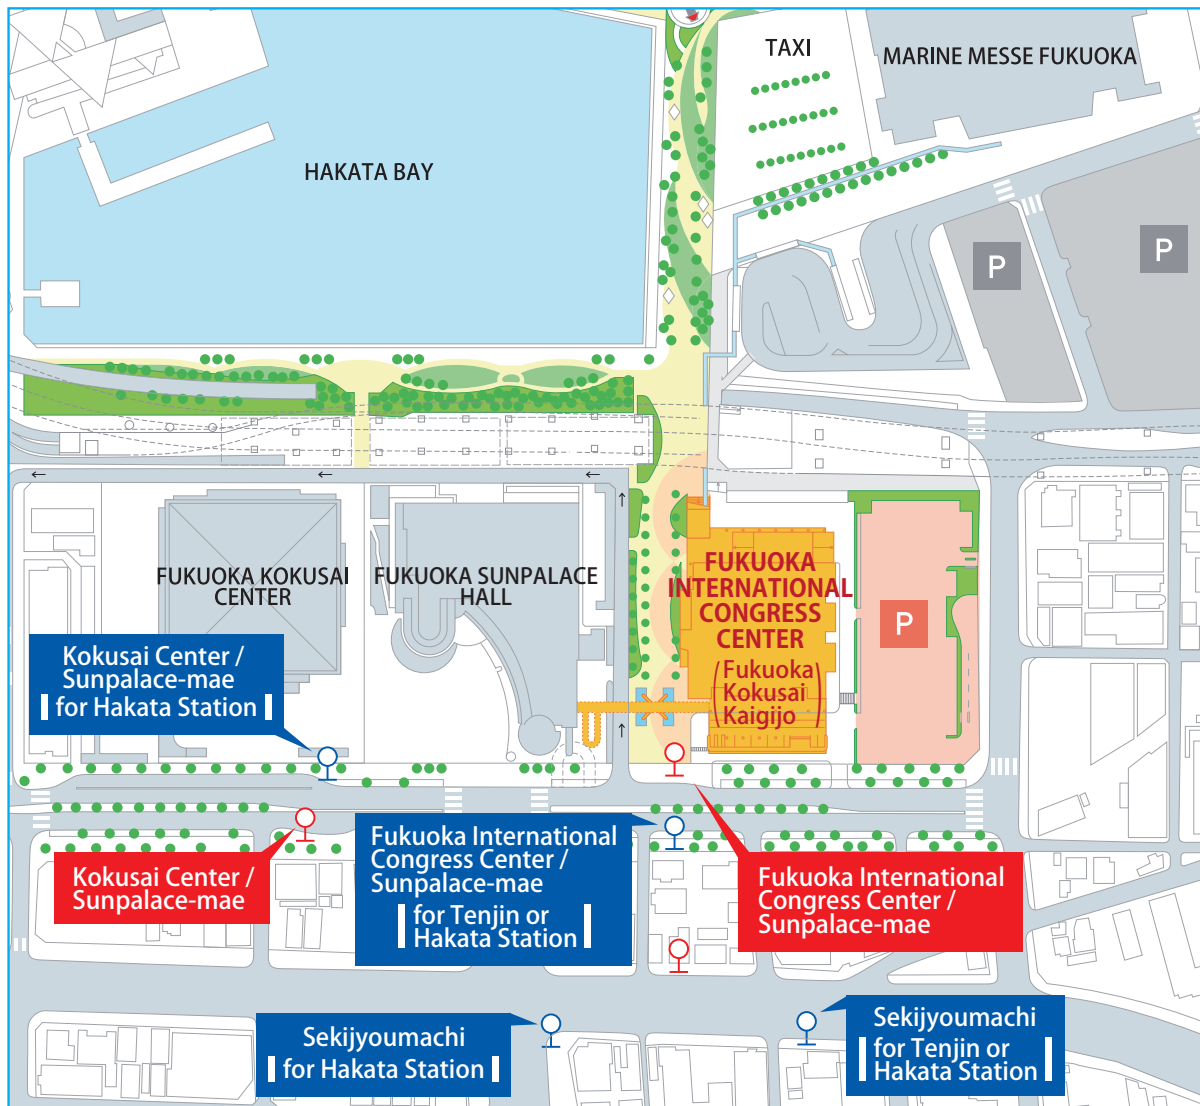 TAXI
MARINE MESSE FUKUOKA
HAKATA BAY
P
P
FUKUOKA KOKUSAI
CENTER
FUKUOKA SUNPALACE
HALL
FUKUOKA
INTERNATIONAL
CONGRESS
CENTER
(Fukuoka
Kokusai
Kaigijo)
P
Kokusai Center /
Sunpalace-mae
for Hakata Station
Kokusai Center /
Sunpalace-mae
Fukuoka International
Congress Center /
Sunpalace-mae
for Tenjin or
Hakata Station
Fukuoka International
Congress Center /
Sunpalace-mae
Sekijyoumachi
for Hakata Station
Sekijyoumachi
for Tenjin or
Hakata Station